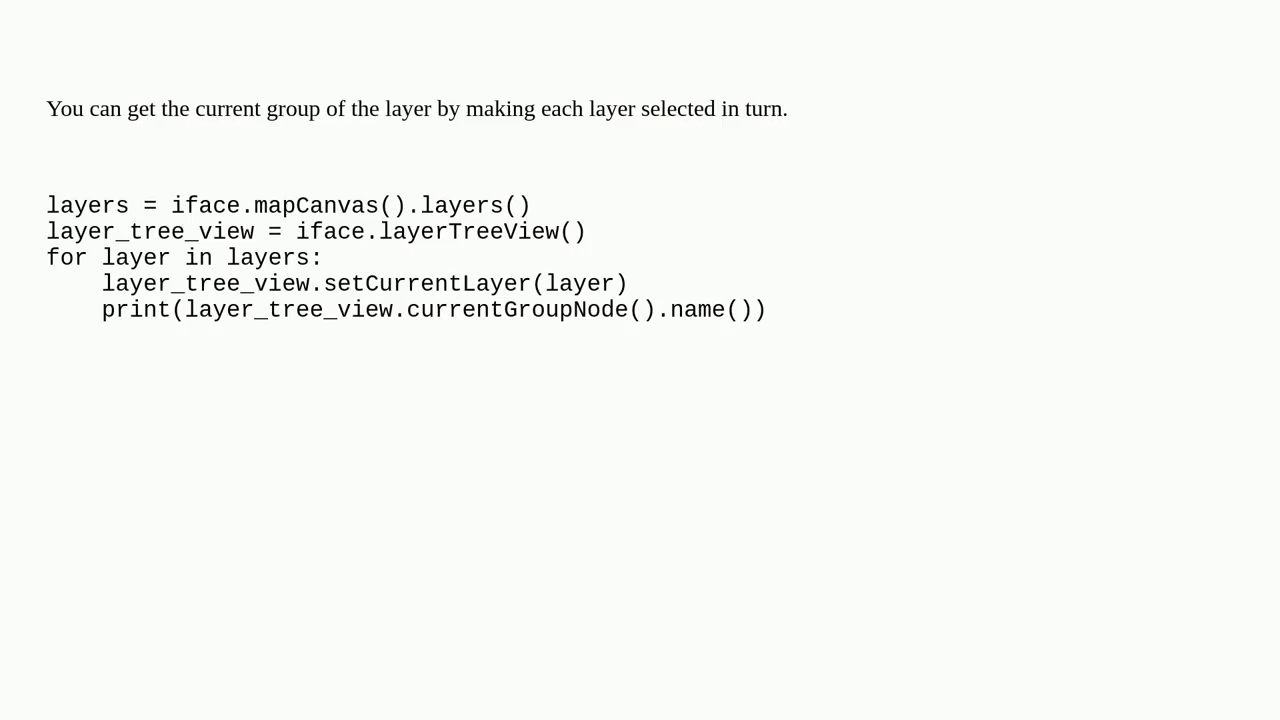 You can get the current group of the layer by making each layer selected in turn.
layers = iface.mapCanvas().layers()
layer_tree_view = iface.layerTreeView()
for layer in layers:
    layer_tree_view.setCurrentLayer(layer)
    print(layer_tree_view.currentGroupNode().name())